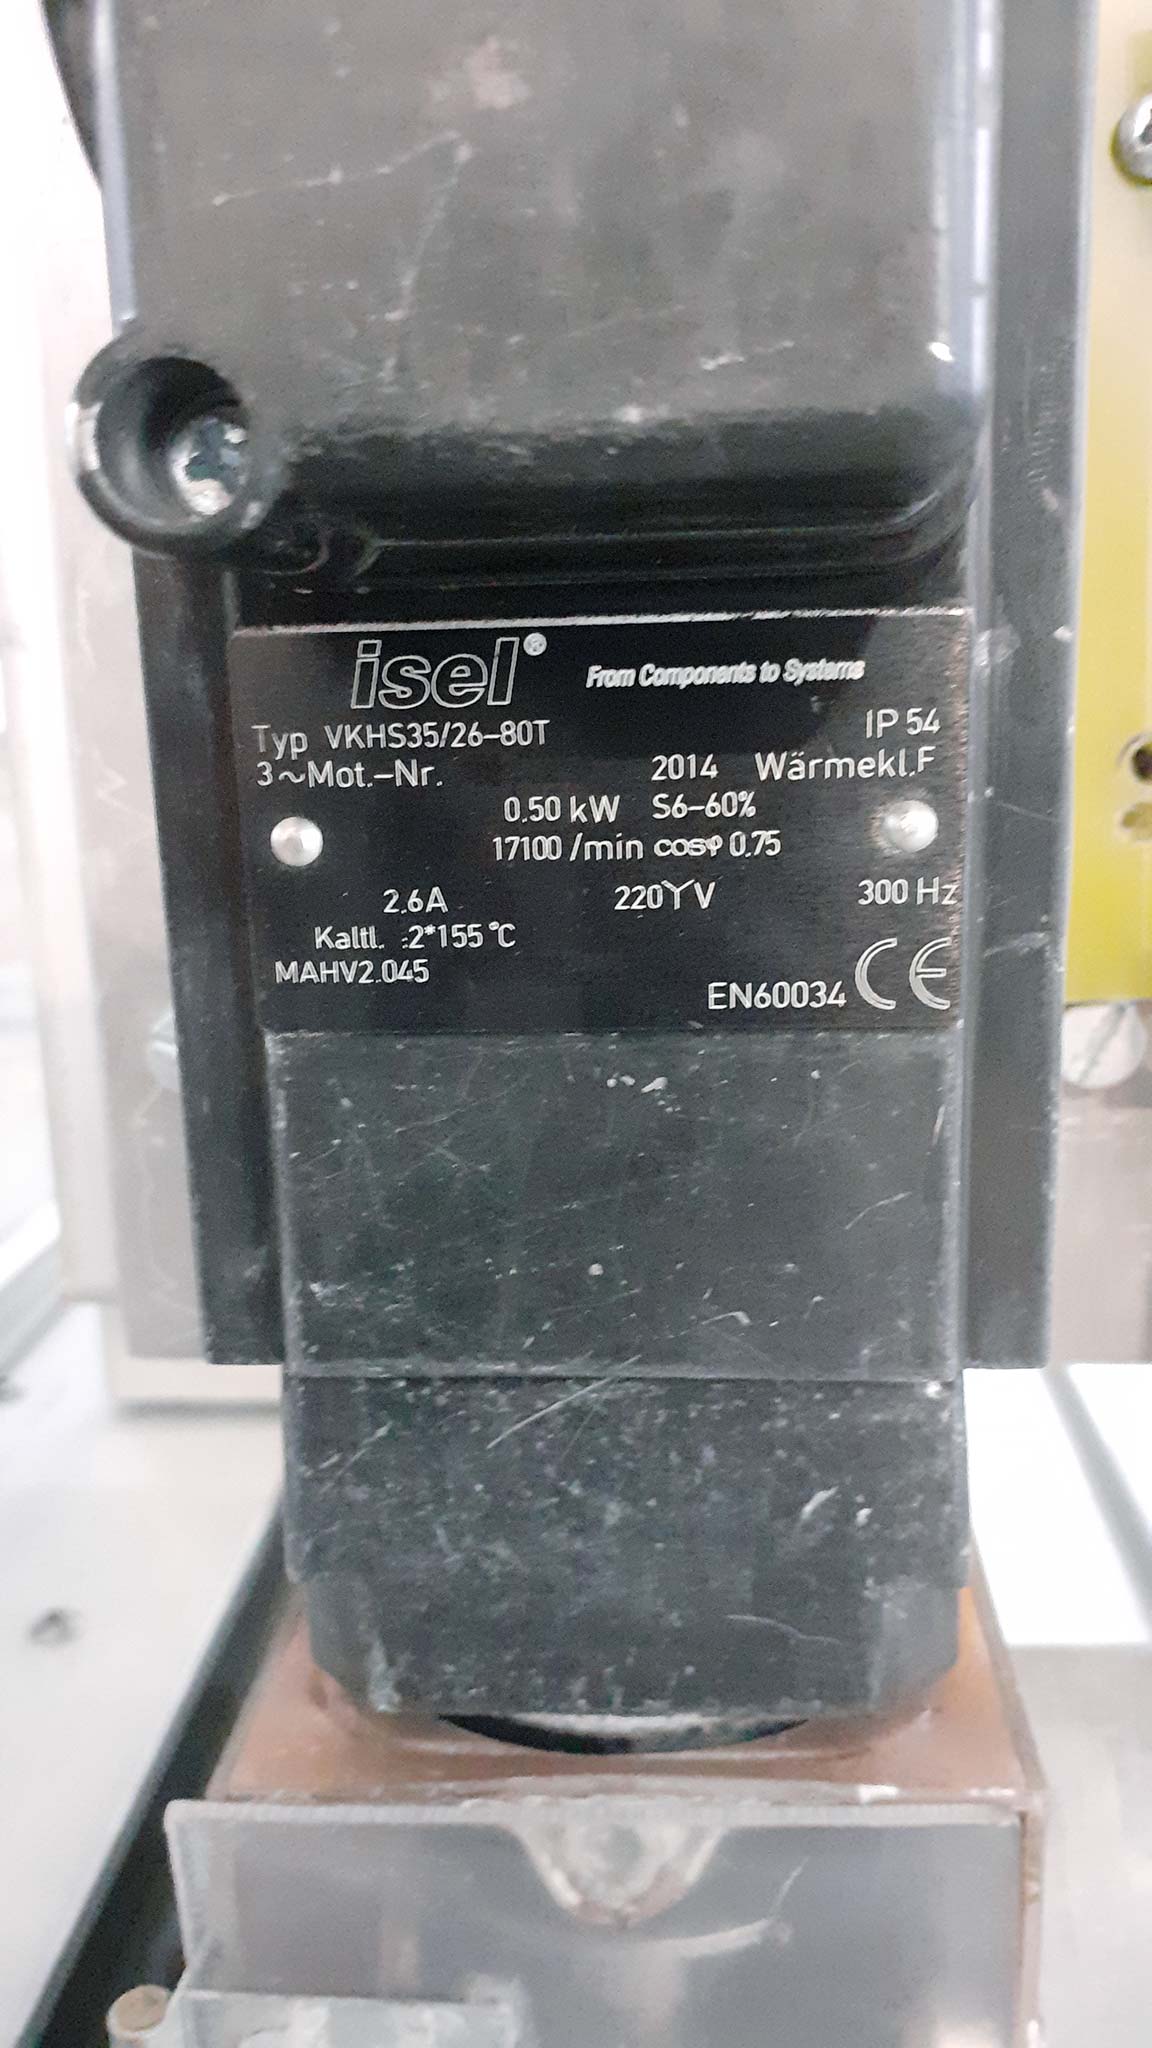 isel® From Components to Systems
Typ VKHS35/26-80T IP 54
3~Mot.-Nr. 2014 Wärmekl.F
0.50 kW S6-60%
17100 /min cosφ 0.75
2.6A 220YV 300 Hz
Kaltl. :2*155°C
MAHV2.045
EN60034 CE